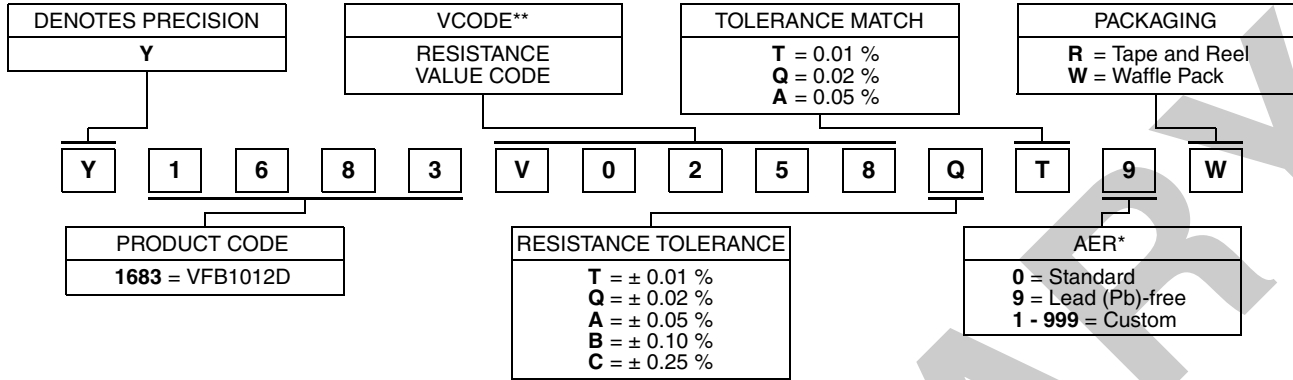 DENOTES PRECISION
Y
VCODE**
RESISTANCE
VALUE CODE
TOLERANCE MATCH
T = 0.01 %
Q = 0.02 %
A = 0.05 %
PACKAGING
R = Tape and Reel
W = Waffle Pack
Y 1 6 8 3 V 0 2 5 8 Q T 9 W
PRODUCT CODE
1683 = VFB1012D
RESISTANCE TOLERANCE
T = ± 0.01 %
Q = ± 0.02 %
A = ± 0.05 %
B = ± 0.10 %
C = ± 0.25 %
AER*
0 = Standard
9 = Lead (Pb)-free
1 - 999 = Custom